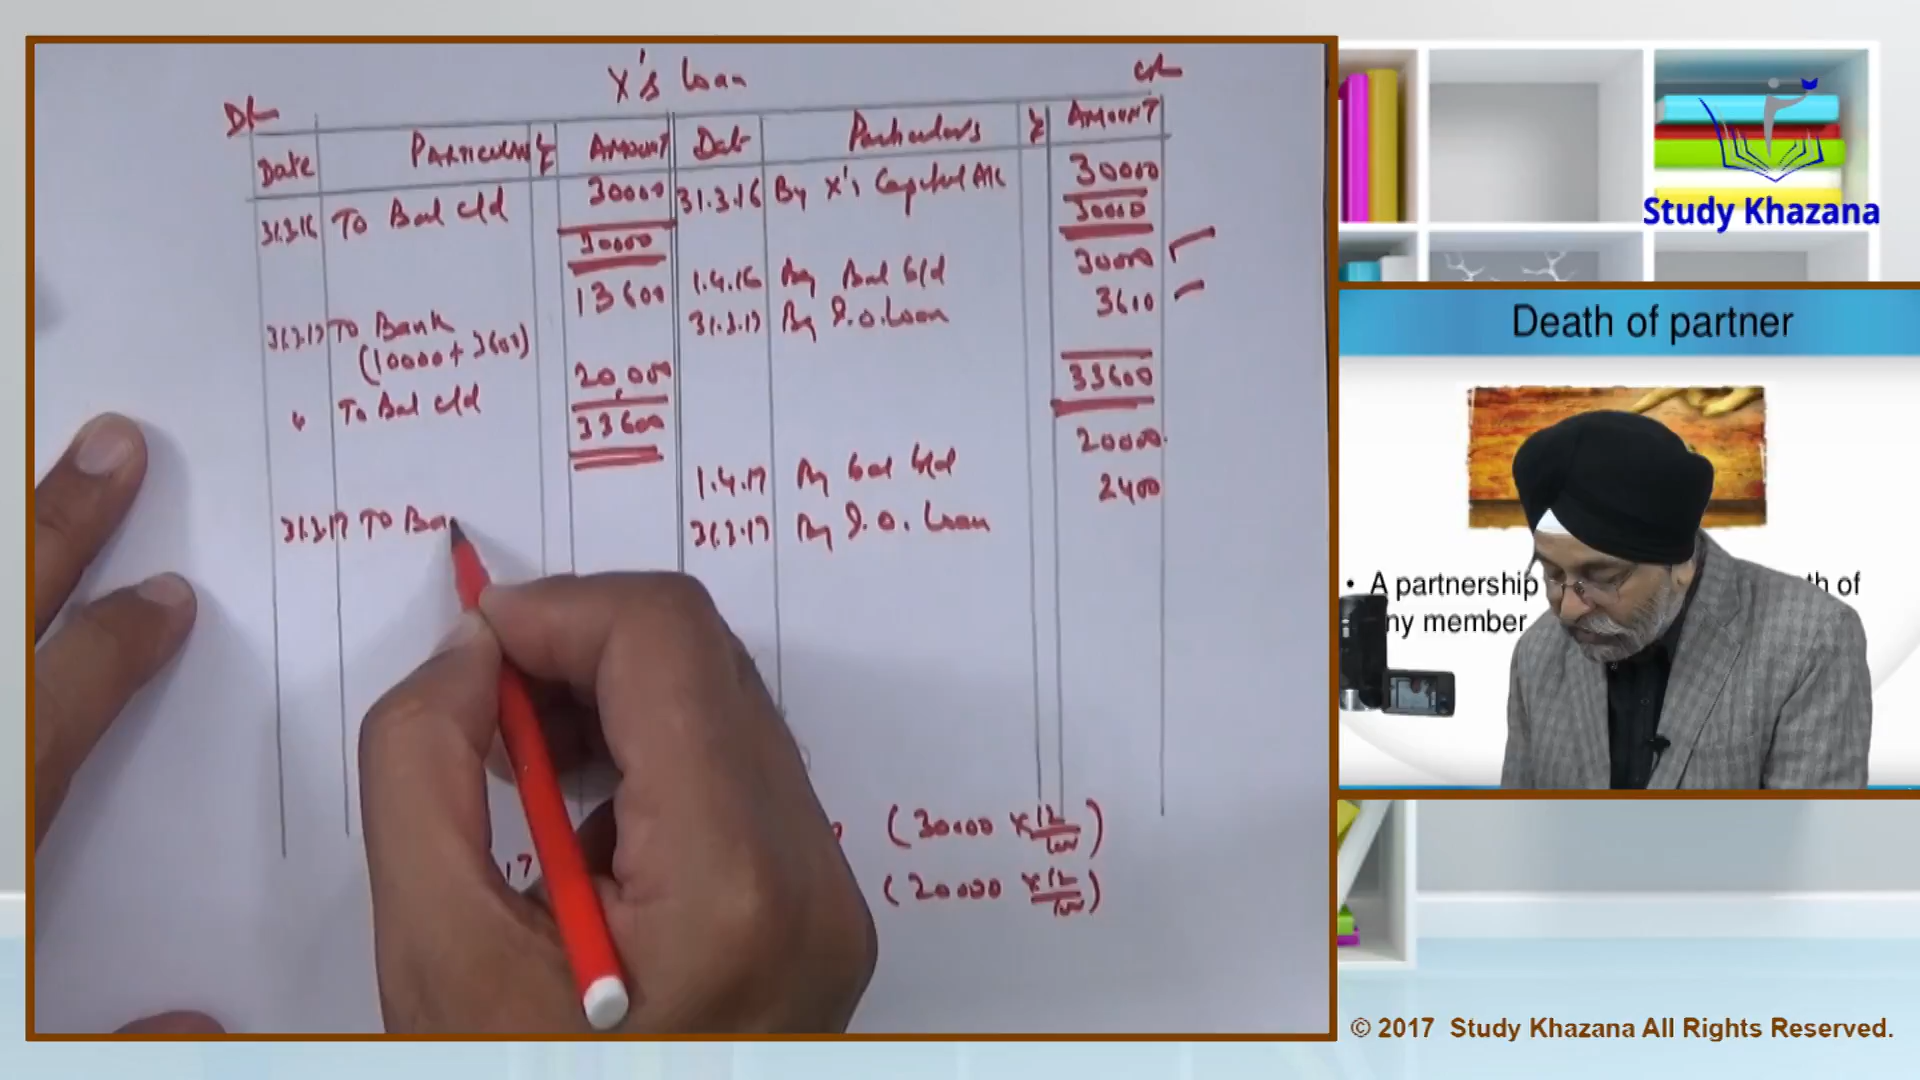 X's Loan
Dr
Cr
Date Particulars L.F Amount Date Particulars L.F Amount
31.3.16 To Bal c/d 30000 31.3.16 By X's Capital A/c 30000
30000 30000
31.3.17 To Bank 13600 1.4.16 By Bal b/d 30000
(10000 + 3600) 31.3.17 By I.O. Loan 3600
" To Bal c/d 20,000
33600 33600
1.4.17 By Bal b/d 20000
31.3.17 To Ban 31.3.17 By I.O. Loan 2400
(30000 x 12/100)
17 (20000 x 12/100)
Study Khazana
Death of partner
• A partnership th of
ny member
© 2017 Study Khazana All Rights Reserved.